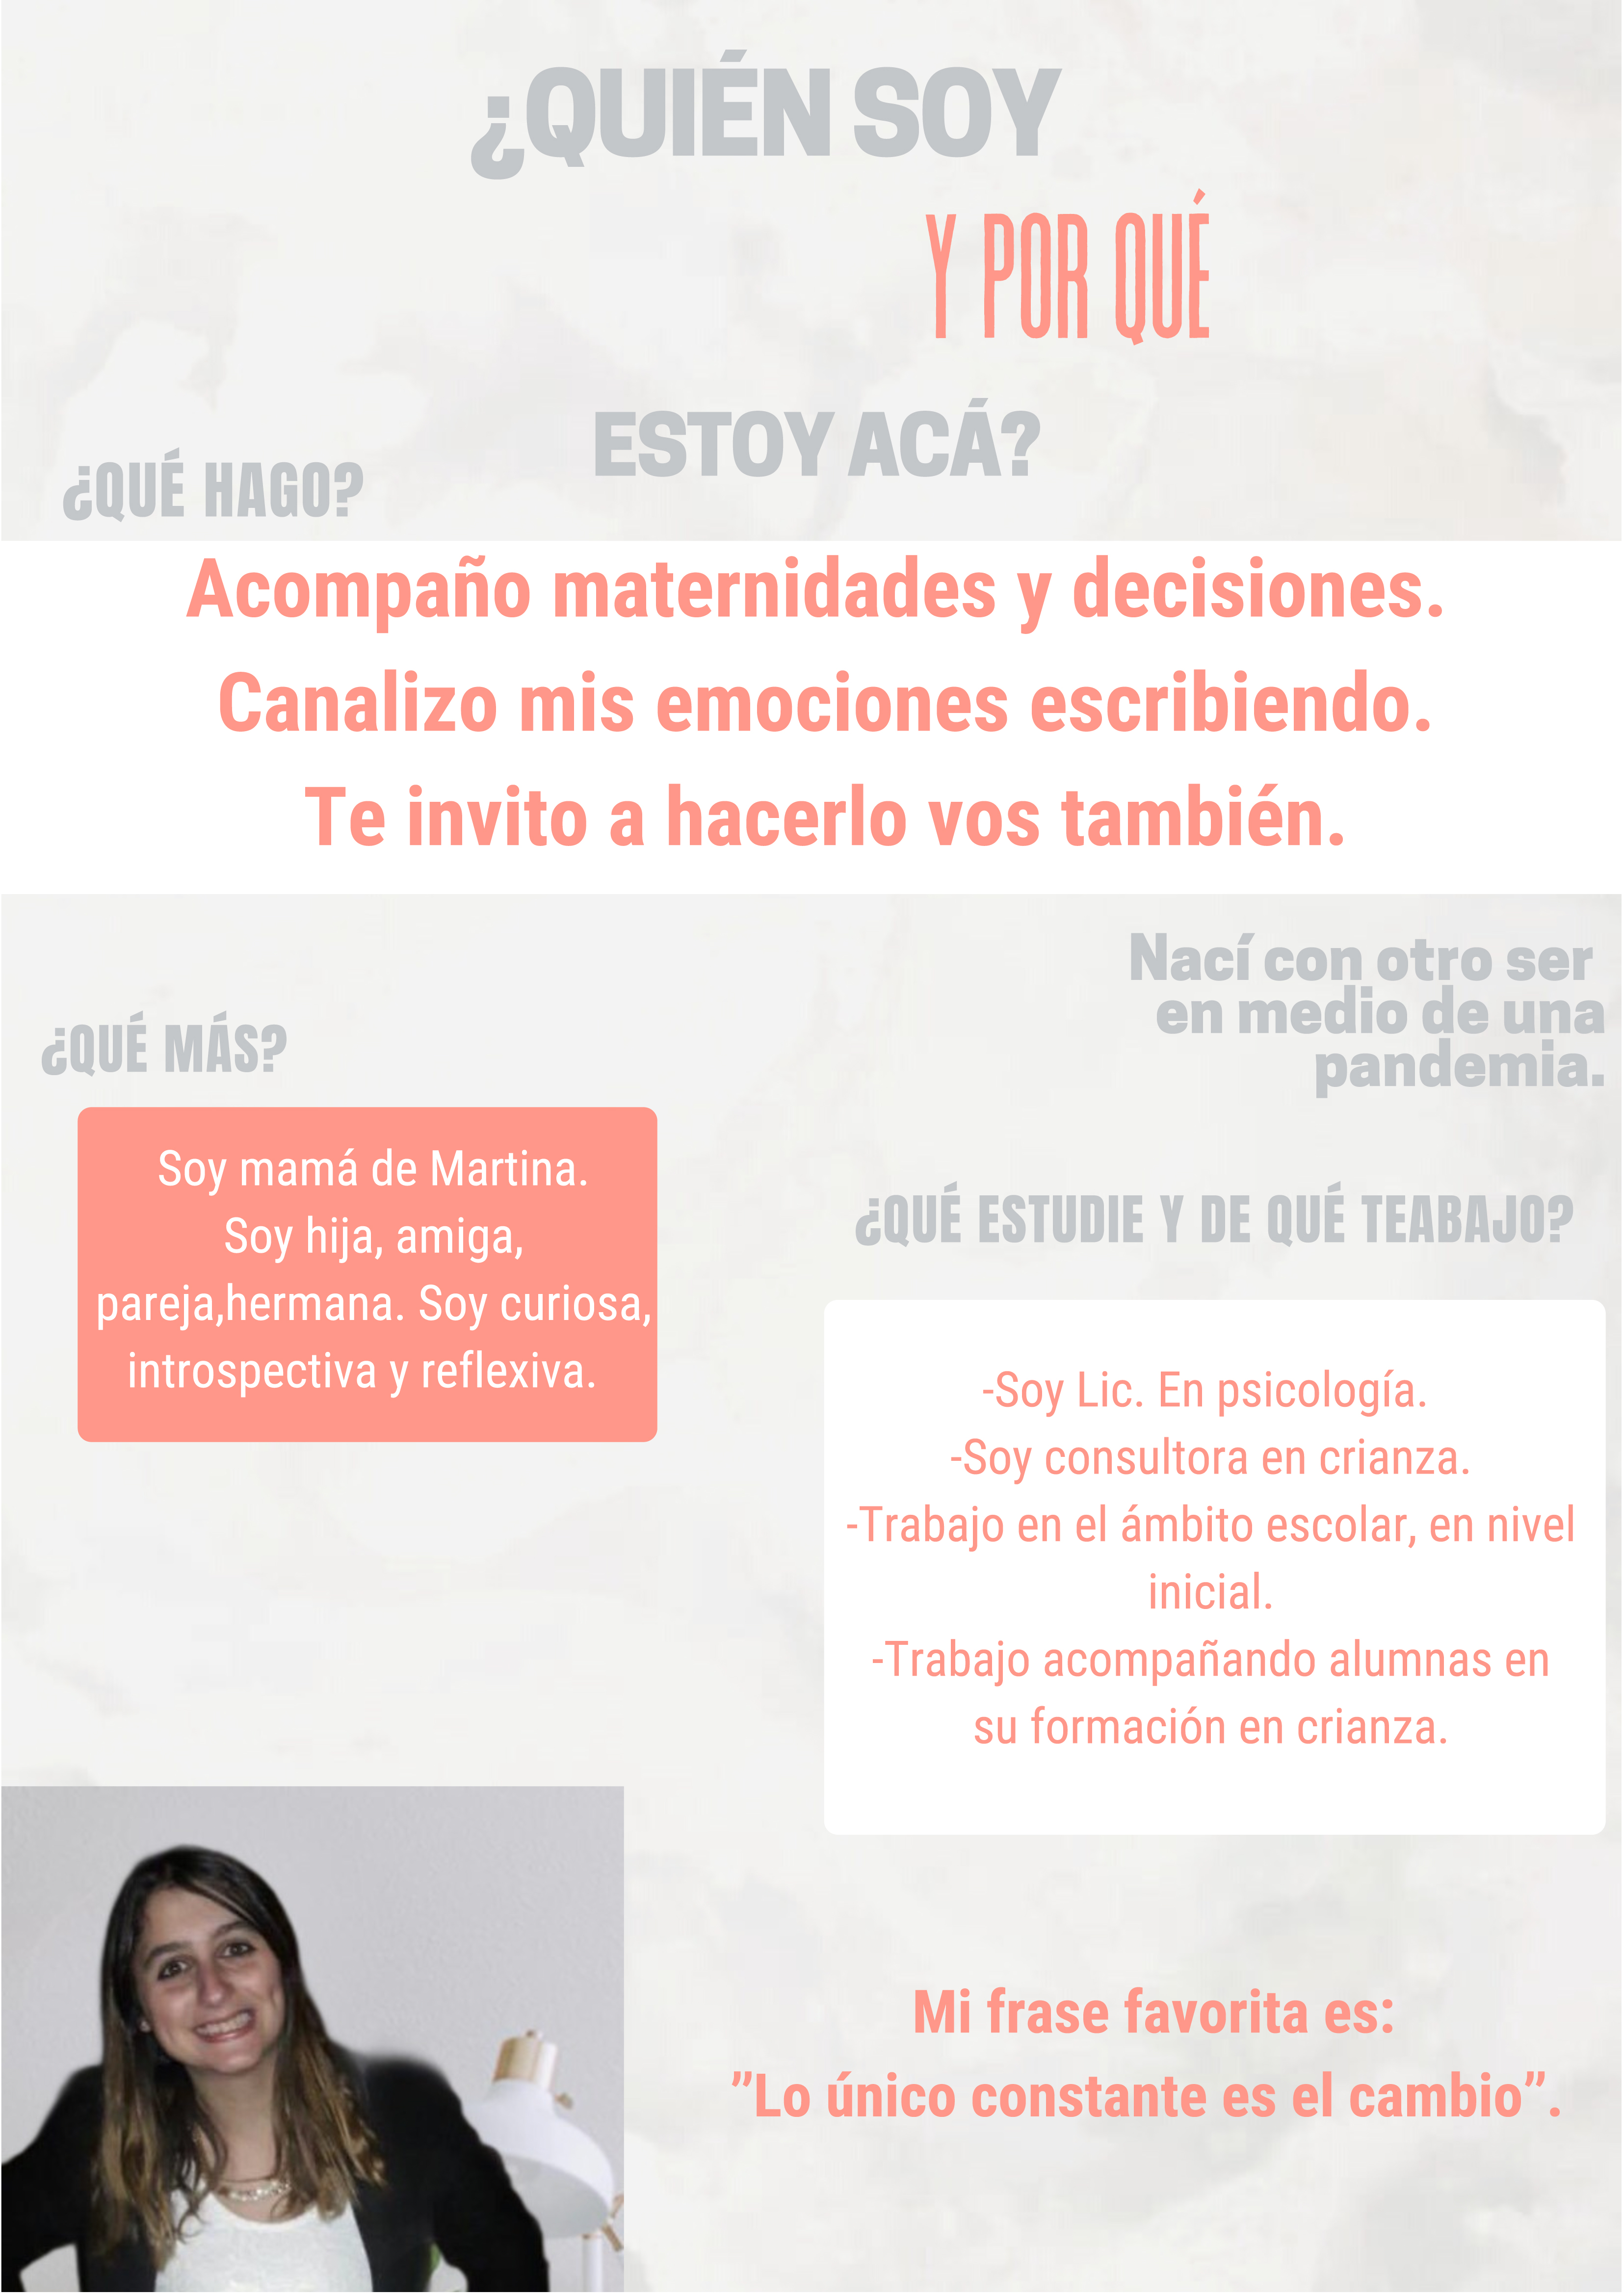 ¿QUIÉN SOY
Y POR QUÉ
ESTOY ACÁ?
¿QUÉ HAGO?
Acompaño maternidades y decisiones.
Canalizo mis emociones escribiendo.
Te invito a hacerlo vos también.
Nací con otro ser
en medio de una
pandemia.
¿QUÉ MÁS?
Soy mamá de Martina.
Soy hija, amiga,
pareja,hermana. Soy curiosa,
introspectiva y reflexiva.
¿QUÉ ESTUDIE Y DE QUÉ TEABAJO?
-Soy Lic. En psicología.
-Soy consultora en crianza.
-Trabajo en el ámbito escolar, en nivel
inicial.
-Trabajo acompañando alumnas en
su formación en crianza.
Mi frase favorita es:
”Lo único constante es el cambio”.